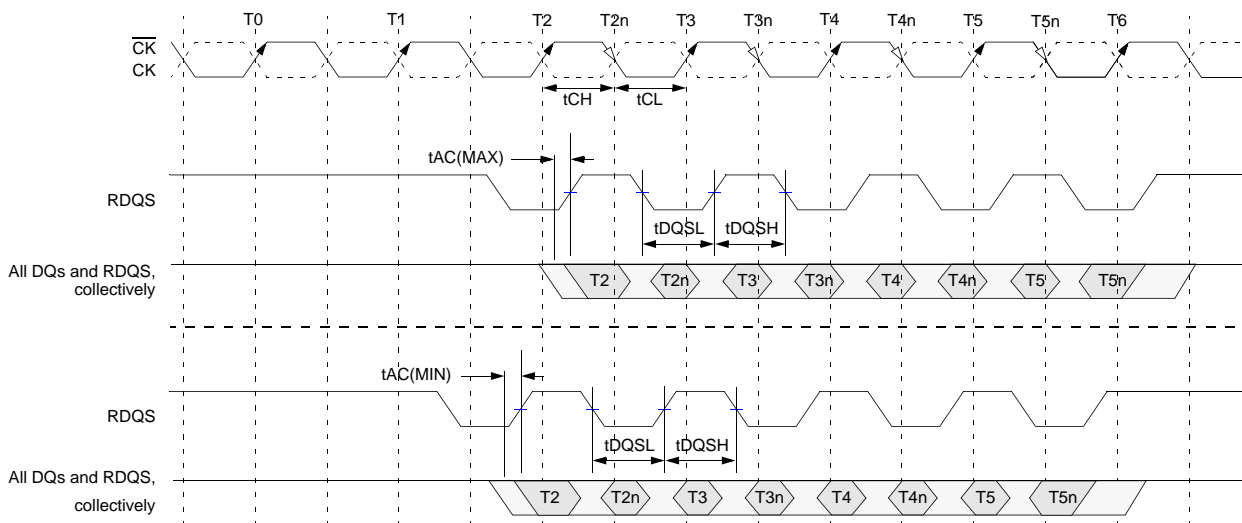 T0 T1 T2 T2n T3 T3n T4 T4n T5 T5n T6
CK
CK
tCH tCL
tAC(MAX)
RDQS
tDQSL tDQSH
All DQs and RDQS,
collectively
T2 T2n T3 T3n T4 T4n T5 T5n
tAC(MIN)
RDQS
tDQSL tDQSH
All DQs and RDQS,
collectively
T2 T2n T3 T3n T4 T4n T5 T5n